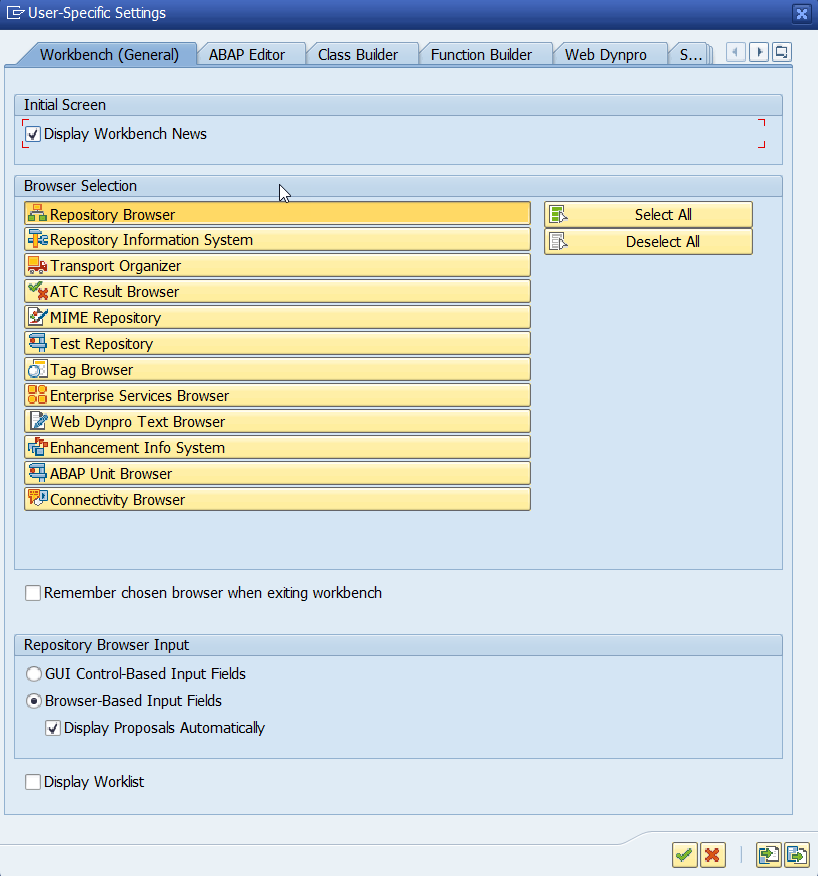 User-Specific Settings
Workbench (General)
ABAP Editor
Class Builder
Function Builder
Web Dynpro
S...
Initial Screen
Display Workbench News
Browser Selection
Repository Browser
Select All
Repository Information System
Deselect All
Transport Organizer
ATC Result Browser
MIME Repository
Test Repository
Tag Browser
Enterprise Services Browser
Web Dynpro Text Browser
Enhancement Info System
ABAP Unit Browser
Connectivity Browser
Remember chosen browser when exiting workbench
Repository Browser Input
GUI Control-Based Input Fields
Browser-Based Input Fields
Display Proposals Automatically
Display Worklist